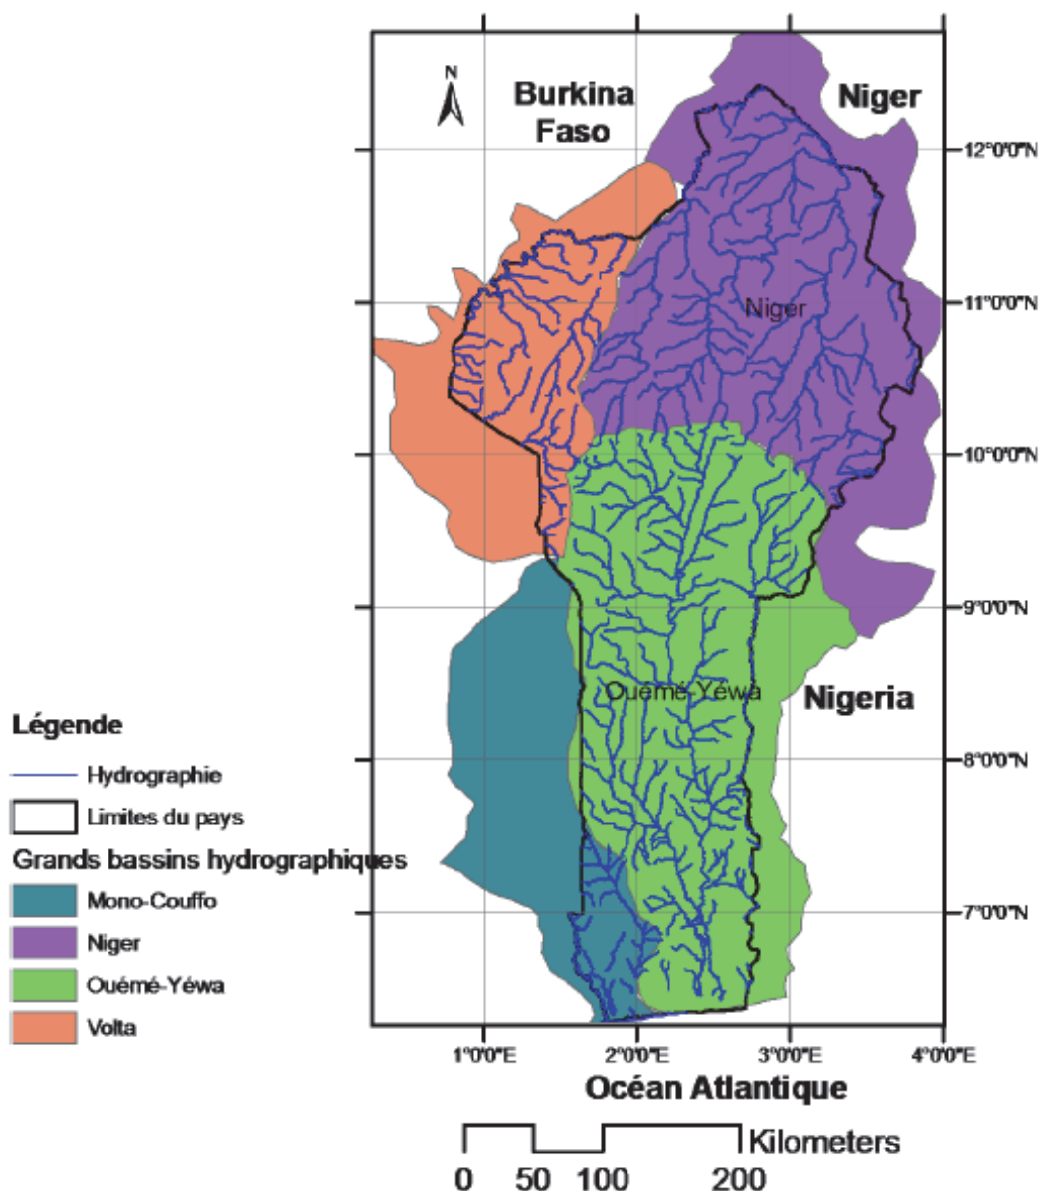 N
Burkina
Faso
Niger
12°0'0"N
11°0'0"N
Niger
10°0'0"N
9°0'0"N
Ouémé-Yéwa
Nigeria
8°0'0"N
7°0'0"N
Légende
Hydrographie
Limites du pays
Grands bassins hydrographiques
Mono-Couffo
Niger
Ouémé-Yéwa
Volta
1°0'0"E 2°0'0"E 3°0'0"E 4°0'0"E
Océan Atlantique
Kilometers
0 50 100 200